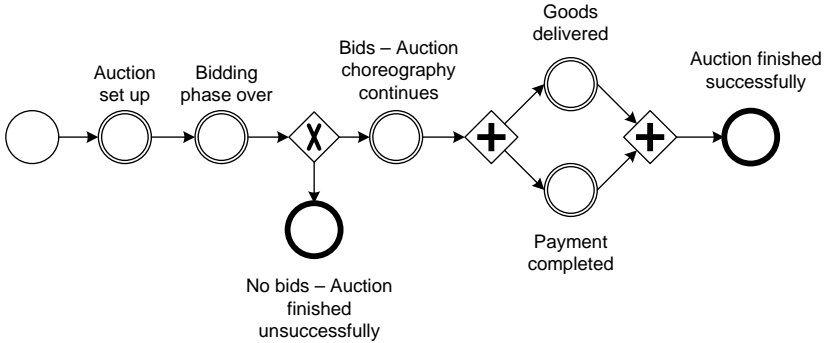 Auction
set up
Bidding
phase over
Bids – Auction
choreography
continues
X
No bids – Auction
finished
unsuccessfully
Goods
delivered
Payment
completed
Auction finished
successfully